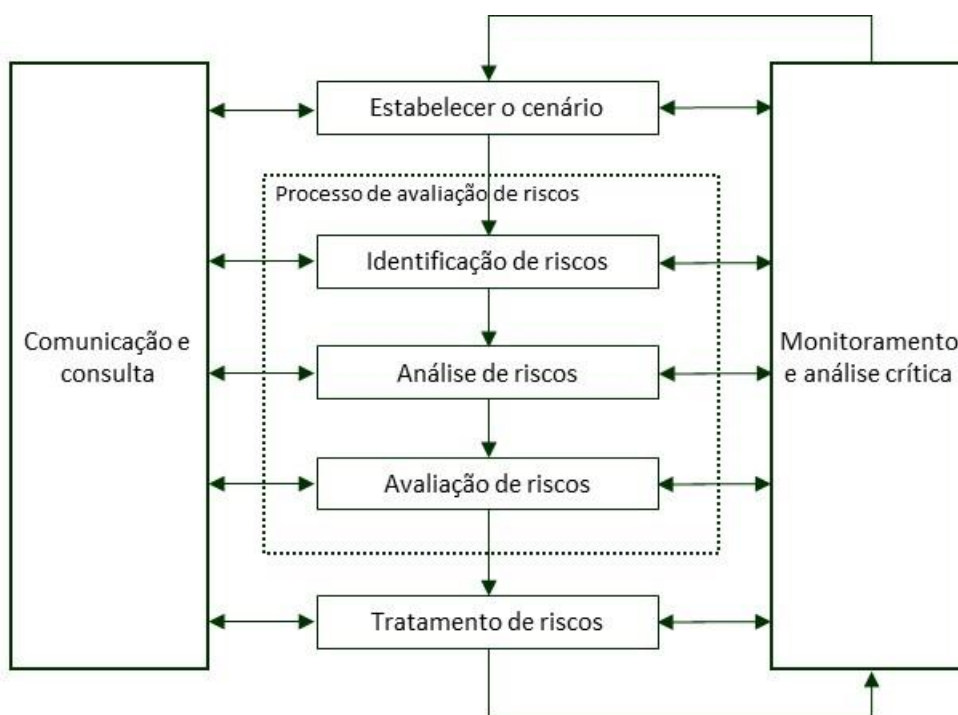 Estabelecer o cenário
Processo de avaliação de riscos
Identificação de riscos
Comunicação e
consulta
Análise de riscos
Monitoramento
e análise crítica
Avaliação de riscos
Tratamento de riscos